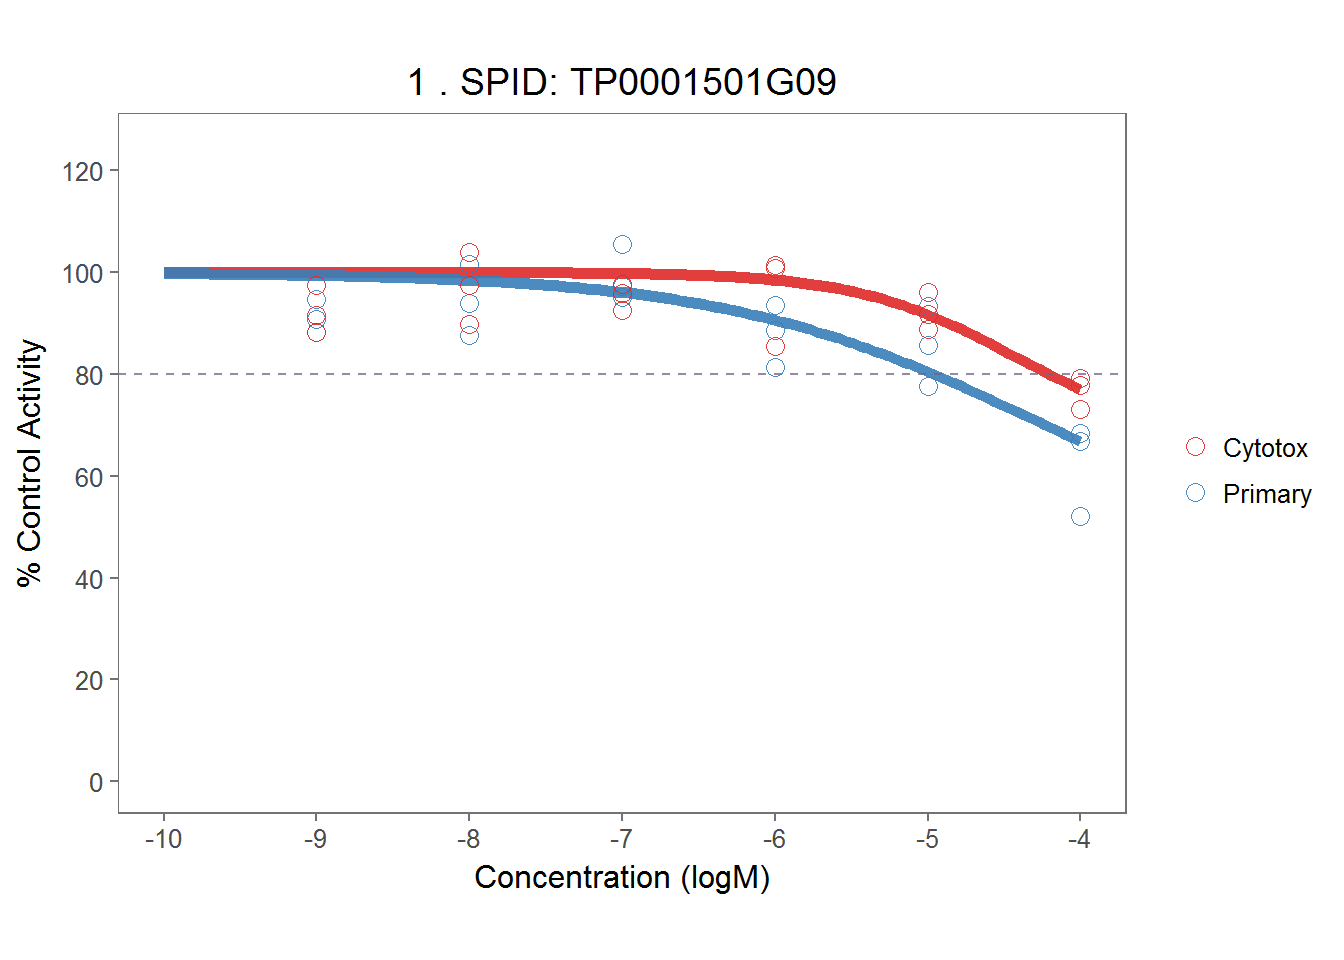 1 . SPID: TP0001501G09
% Control Activity
120
100
80
60
40
20
0
-10 -9 -8 -7 -6 -5 -4
Concentration (logM)
Cytotox
Primary